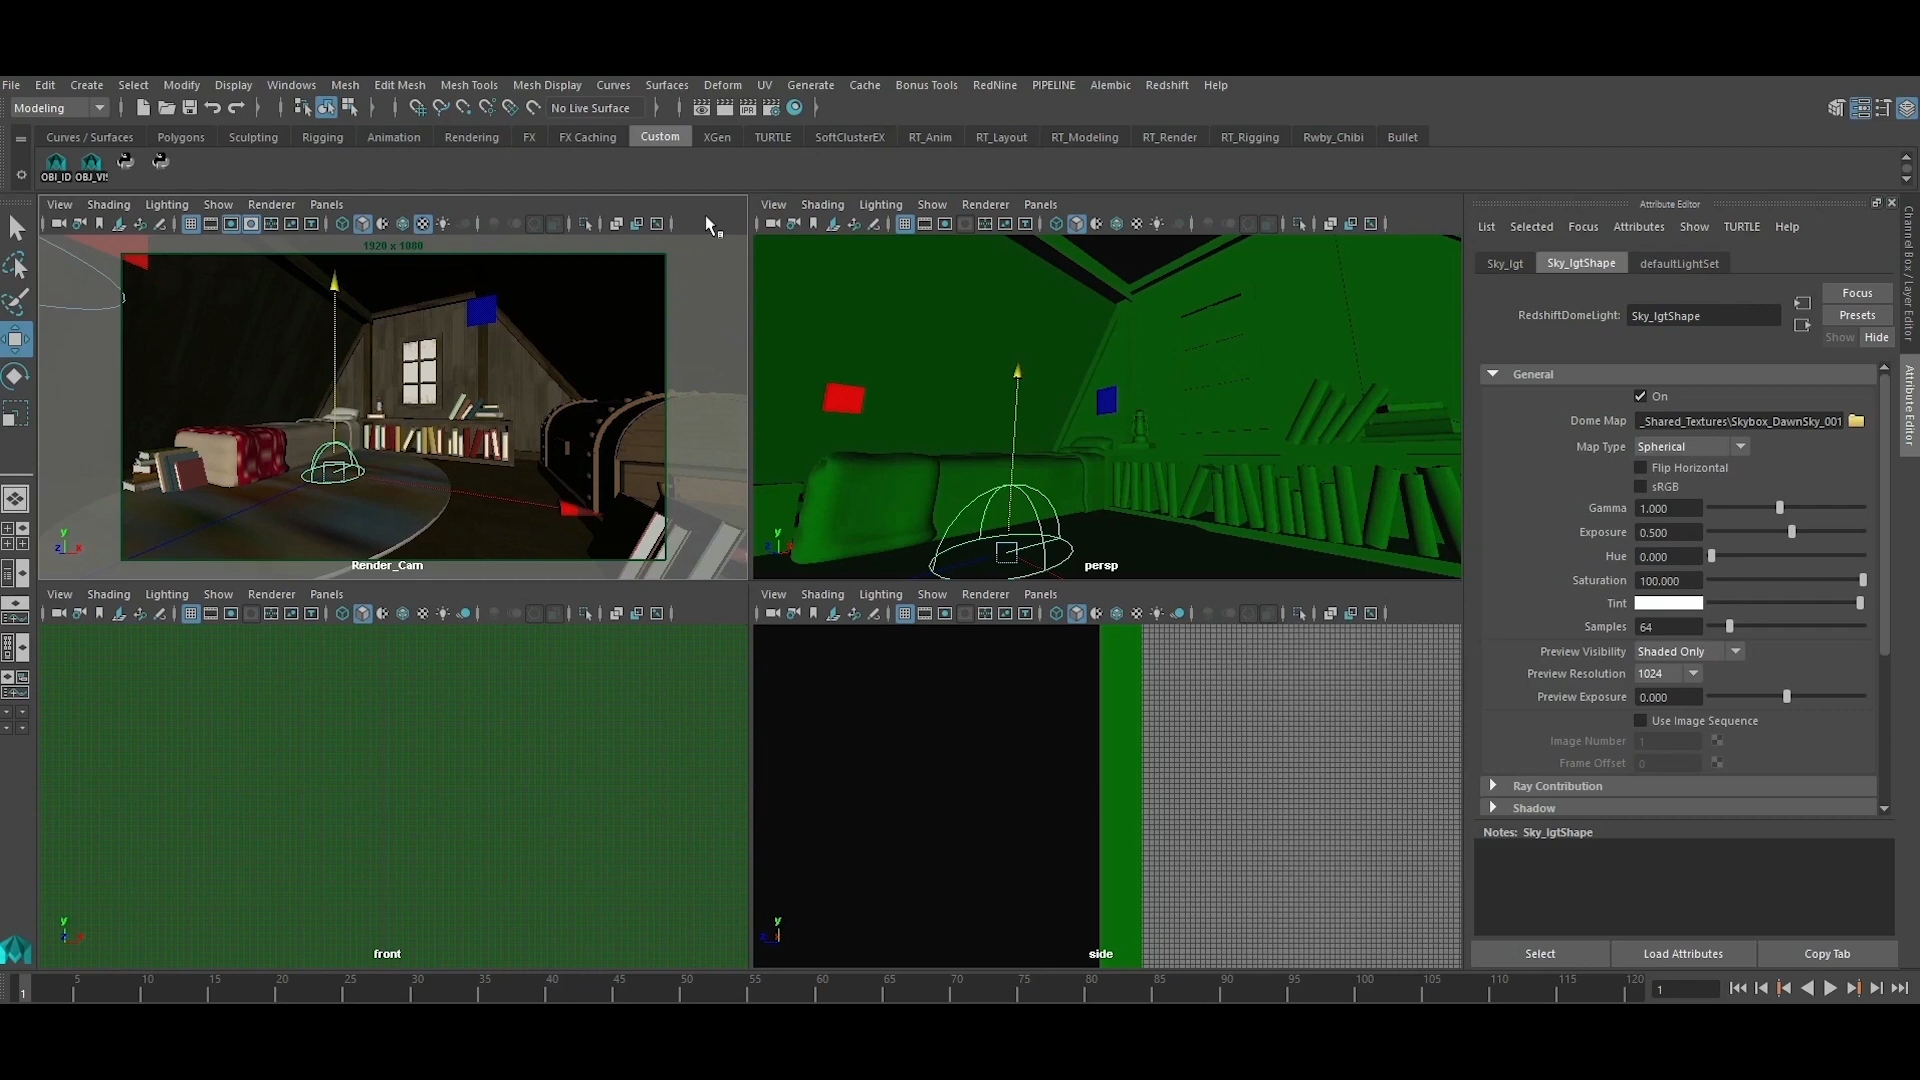 File Edit Create Select Modify Display Windows Mesh Edit Mesh Mesh Tools Mesh Display Curves Surfaces Deform UV Generate Cache Bonus Tools RedNine PIPELINE Alembic Redshift Help
Modeling No Live Surface IPR
Curves / Surfaces Polygons Sculpting Rigging Animation Rendering FX FX Caching Custom XGen TURTLE SoftClusterEX RT_Anim RT_Layout RT_Modeling RT_Render RT_Rigging Rwby_Chibi Bullet
OBJ_ID OBJ_VIS
View Shading Lighting Show Renderer Panels
1920 x 1080
y
z x
Render_Cam
View Shading Lighting Show Renderer Panels
y
persp
View Shading Lighting Show Renderer Panels
y
front
View Shading Lighting Show Renderer Panels
y
z
side
Attribute Editor
List Selected Focus Attributes Show TURTLE Help
Sky_lgt Sky_lgtShape defaultLightSet
RedshiftDomeLight: Sky_lgtShape
Focus
Presets
Show Hide
General
On
Dome Map _Shared_Textures\Skybox_DawnSky_001
Map Type Spherical
Flip Horizontal
sRGB
Gamma 1.000
Exposure 0.500
Hue 0.000
Saturation 100.000
Tint
Samples 64
Preview Visibility Shaded Only
Preview Resolution 1024
Preview Exposure 0.000
Use Image Sequence
Image Number 1
Frame Offset 0
Ray Contribution
Shadow
Notes: Sky_lgtShape
Select Load Attributes Copy Tab
Channel Box / Layer Editor
Attribute Editor
5 10 15 20 25 30 35 40 45 50 55 60 65 70 75 80 85 90 95 100 105 110 115 120
1
1